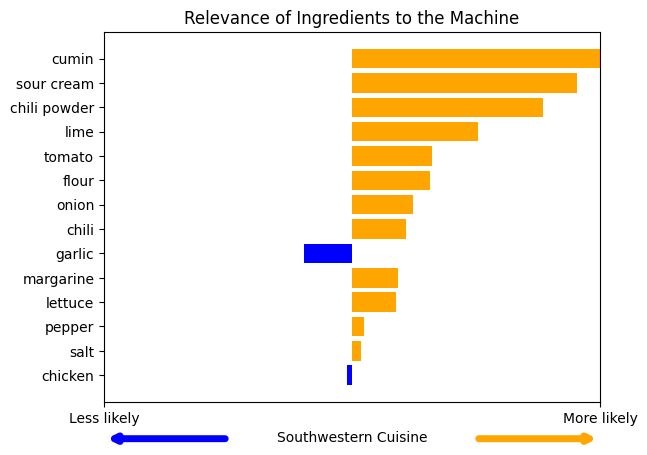 Relevance of Ingredients to the Machine
cumin
sour cream
chili powder
lime
tomato
flour
onion
chili
garlic
margarine
lettuce
pepper
salt
chicken
Less likely
More likely
Southwestern Cuisine